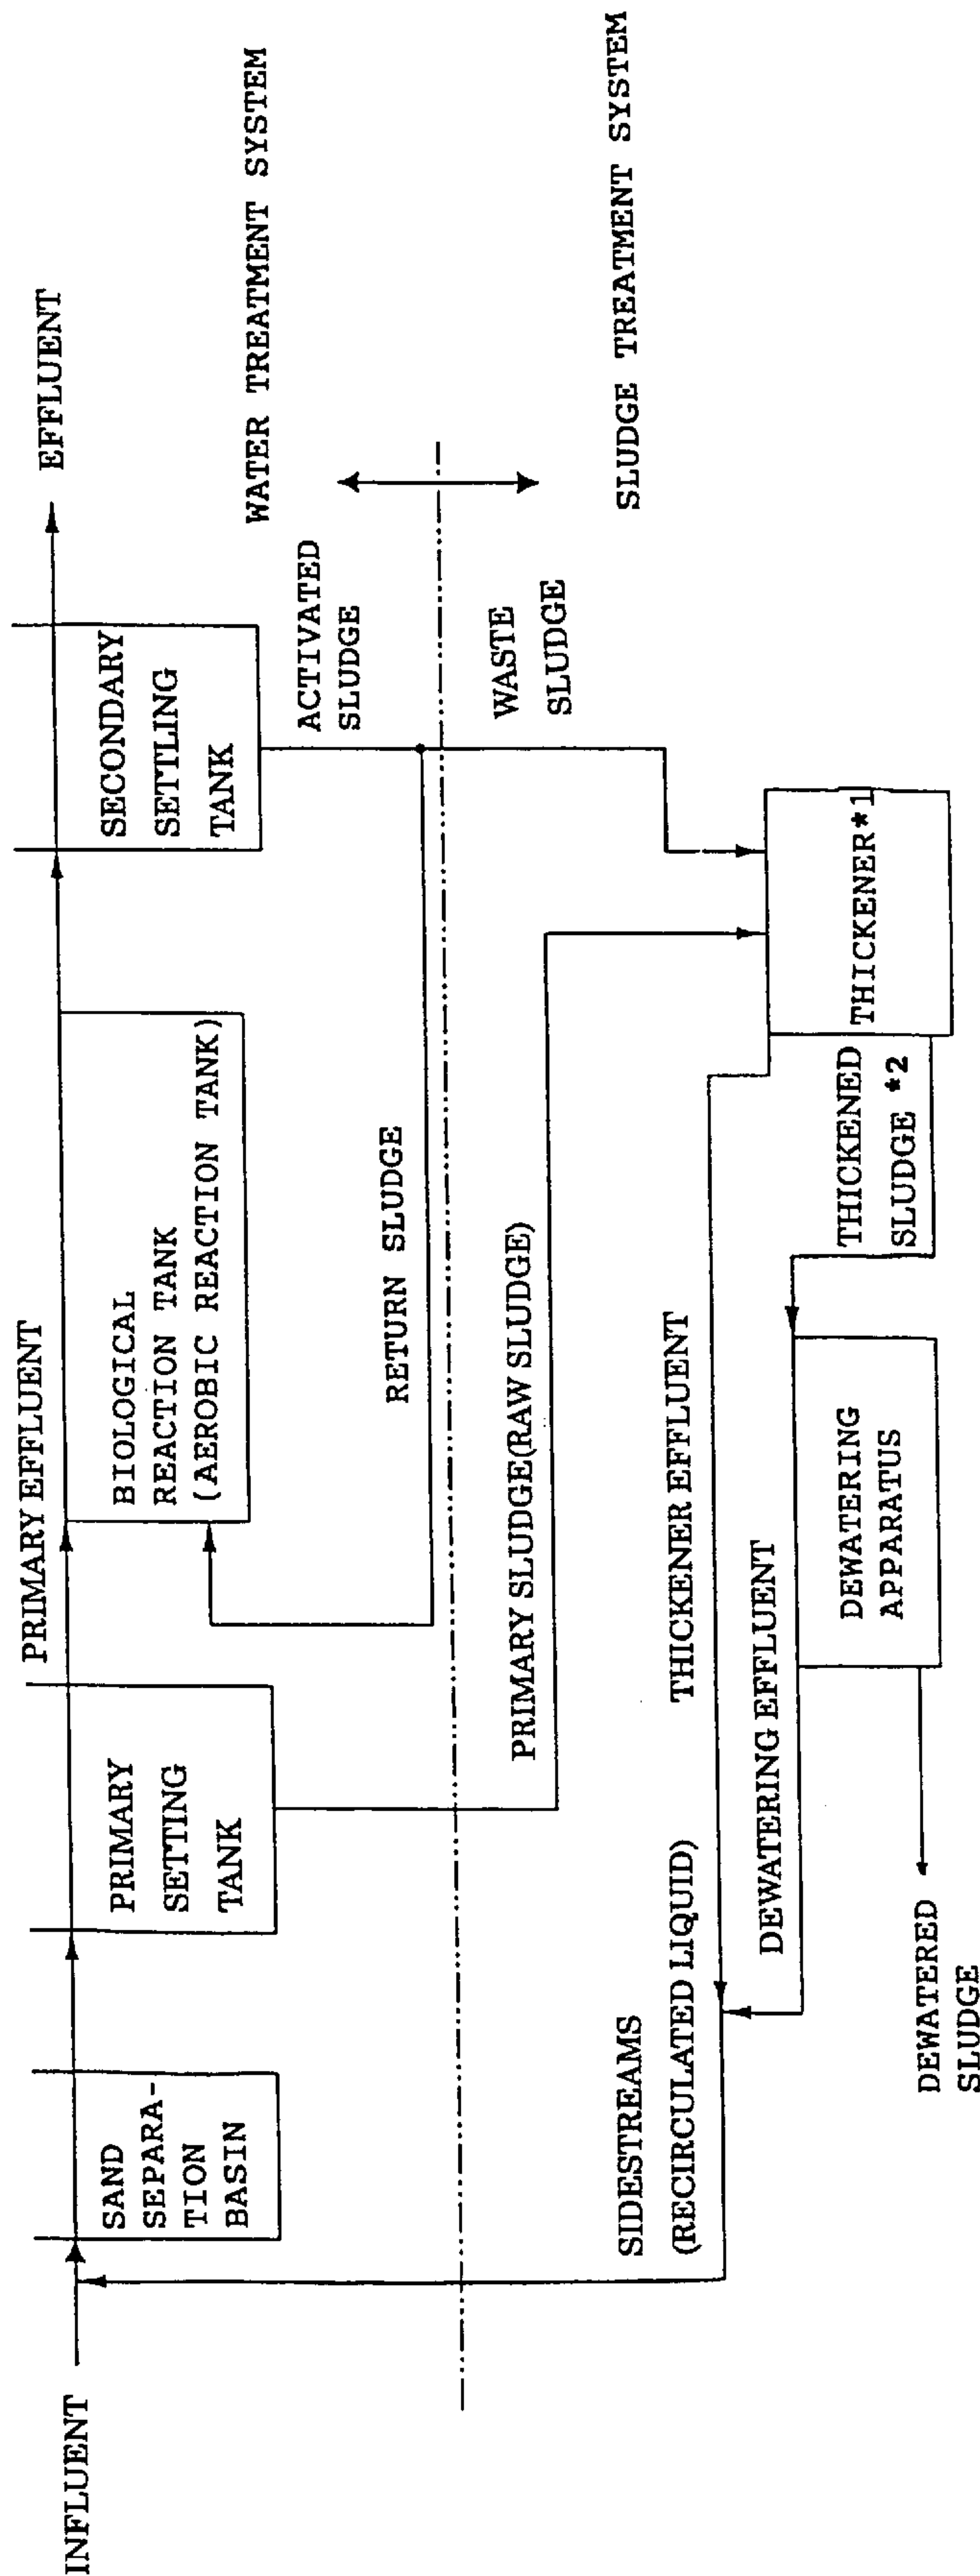 INFLUENT
SAND
SEPARA-
TION
BASIN
PRIMARY
SETTING
TANK
PRIMARY EFFLUENT
BIOLOGICAL
REACTION TANK
(AEROBIC REACTION TANK)
SECONDARY
SETTLING
TANK
EFFLUENT
WATER TREATMENT SYSTEM
ACTIVATED
SLUDGE
RETURN SLUDGE
WASTE
SLUDGE
SLUDGE TREATMENT SYSTEM
PRIMARY SLUDGE(RAW SLUDGE)
SIDESTREAMS
(RECIRCULATED LIQUID)
THICKENER EFFLUENT
DEWATERING EFFLUENT
THICKENER*1
THICKENED
SLUDGE *2
DEWATERING
APPARATUS
DEWATERED
SLUDGE